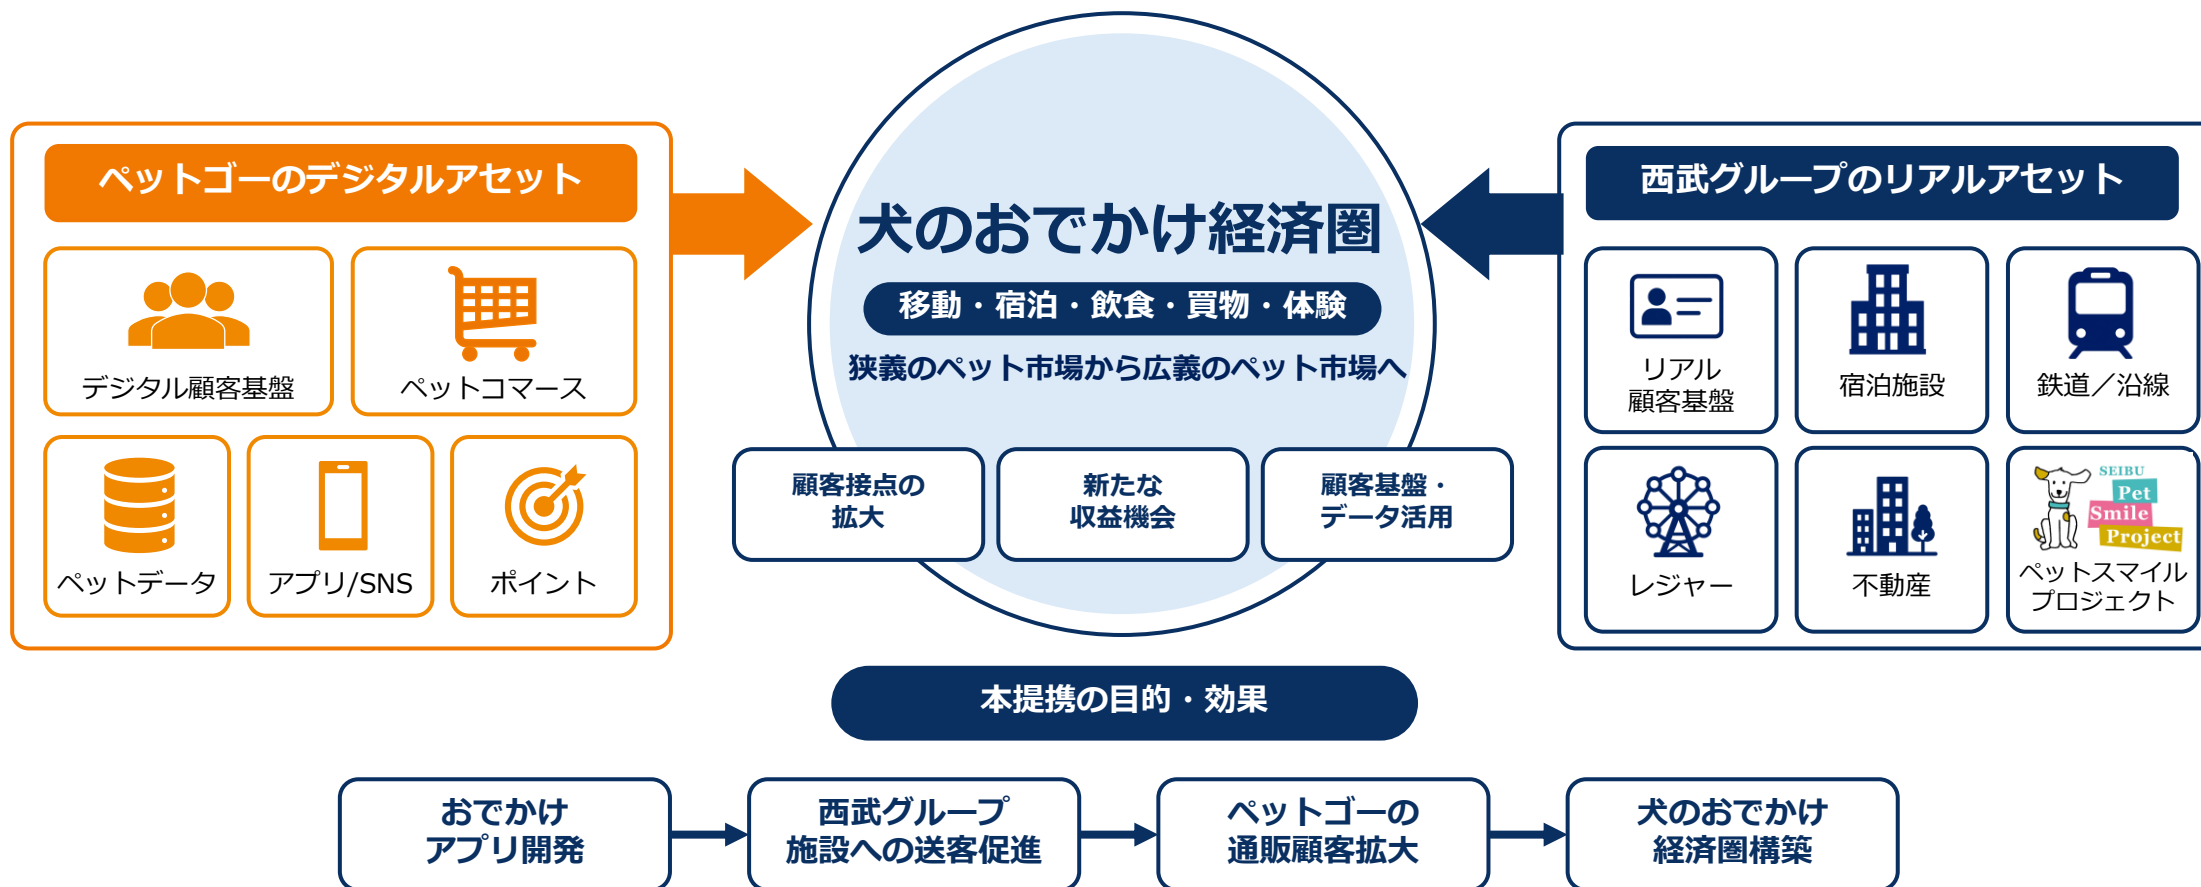 ペットゴーのデジタルアセット
デジタル顧客基盤
ペットコマース
ペットデータ
アプリ/SNS
ポイント
犬のおでかけ経済圏
移動・宿泊・飲食・買物・体験
狭義のペット市場から広義のペット市場へ
顧客接点の
拡大
新たな
収益機会
顧客基盤・
データ活用
西武グループのリアルアセット
リアル
顧客基盤
宿泊施設
鉄道／沿線
レジャー
不動産
SEIBU
Pet
Smile
Project
ペットスマイル
プロジェクト
本提携の目的・効果
おでかけ
アプリ開発
西武グループ
施設への送客促進
ペットゴーの
通販顧客拡大
犬のおでかけ
経済圏構築